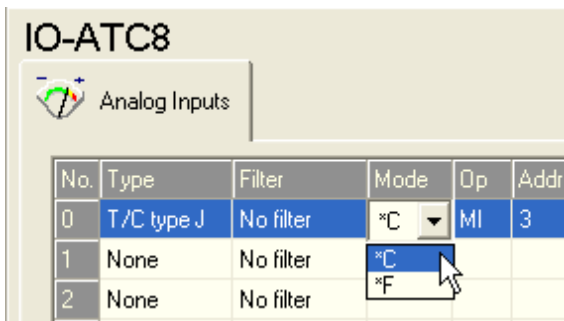 IO-ATC8
Analog Inputs
No. Type Filter Mode Op Addr
0 T/C type J No filter °C MI 3
1 None No filter °C
°F
2 None No filter